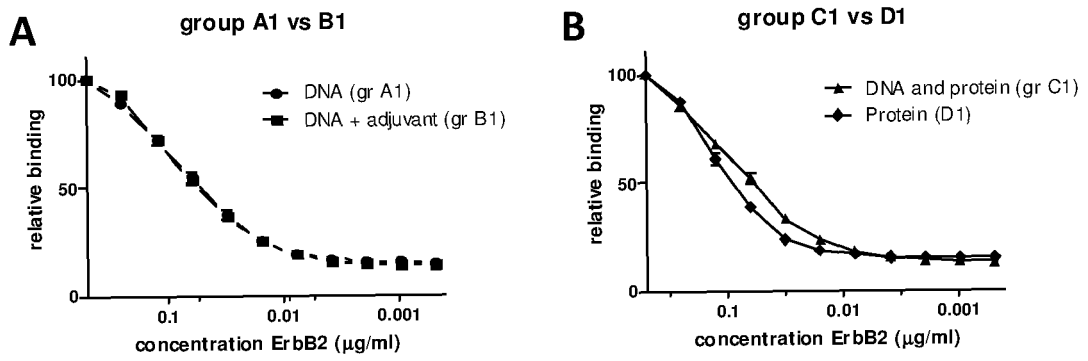 A
group A1 vs B1
relative binding
100
50
0
DNA (gr A1)
DNA + adjuvant (gr B1)
0.1
0.01
0.001
concentration ErbB2 (μg/ml)
B
group C1 vs D1
relative binding
100
50
0
DNA and protein (gr C1)
Protein (D1)
0.1
0.01
0.001
concentration ErbB2 (μg/ml)